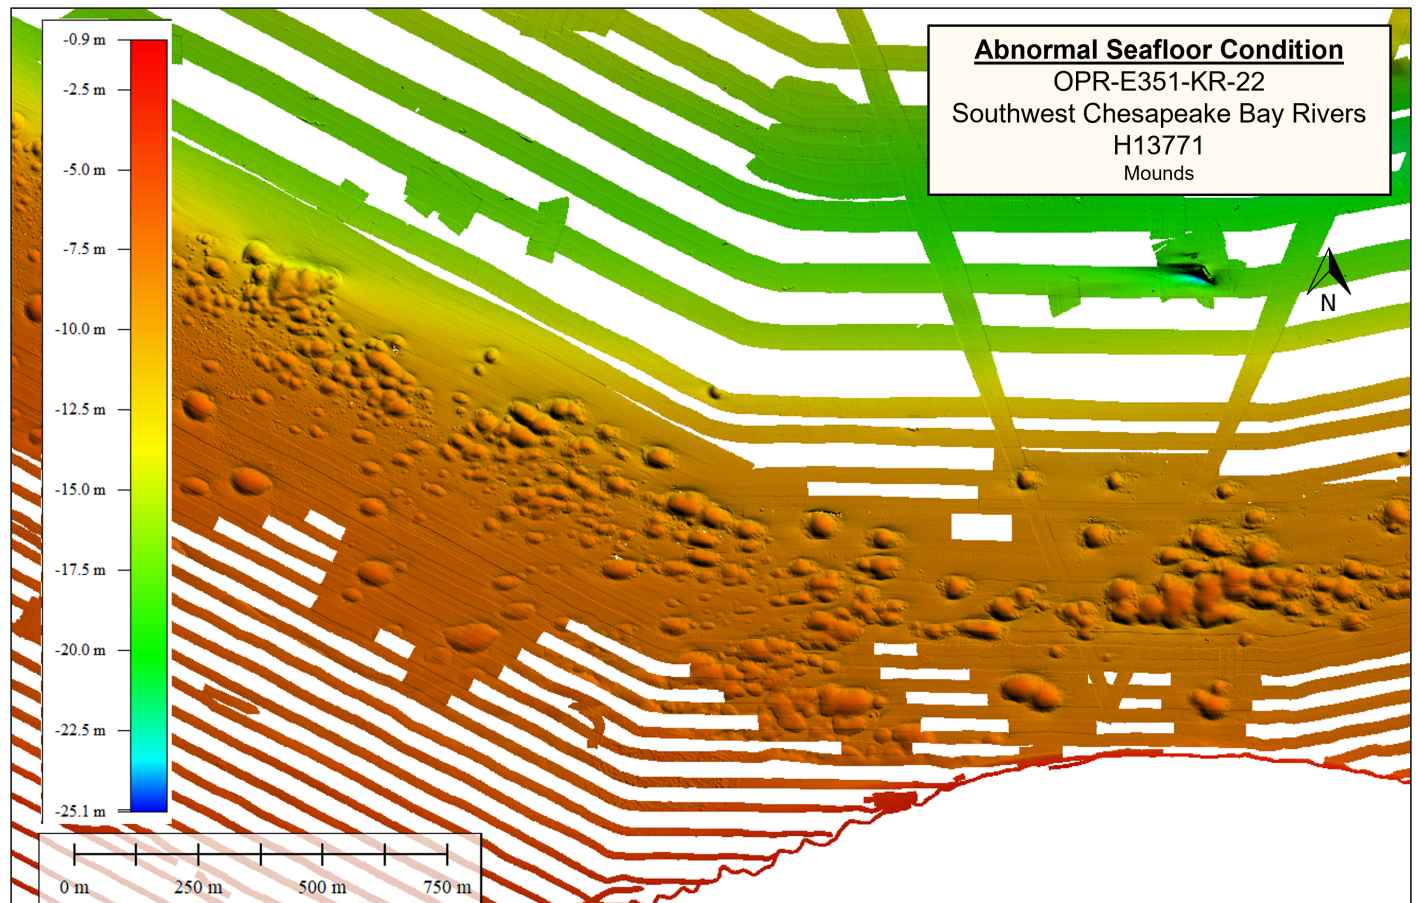 Abnormal Seafloor Condition
OPR-E351-KR-22
Southwest Chesapeake Bay Rivers
H13771
Mounds
-0.9 m
-2.5 m
-5.0 m
-7.5 m
-10.0 m
-12.5 m
-15.0 m
-17.5 m
-20.0 m
-22.5 m
-25.1 m
N
0 m 250 m 500 m 750 m